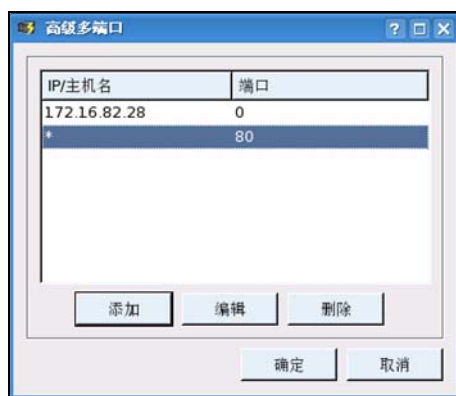 高级多端口
IP/主机名 端口
172.16.82.28 0
* 80
添加 编辑 删除
确定 取消